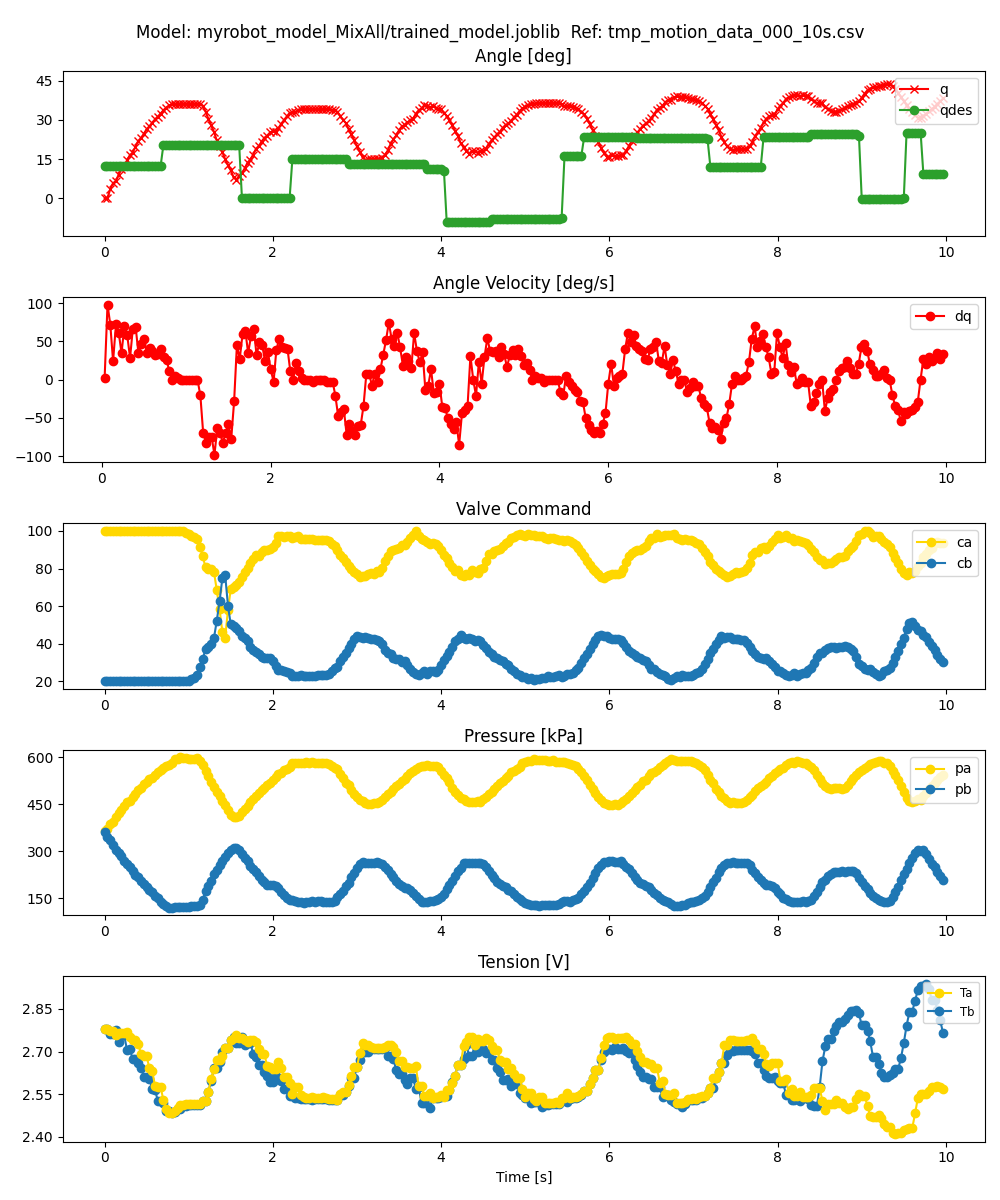 Model: myrobot_model_MixAll/trained_model.joblib  Ref: tmp_motion_data_000_10s.csv
Angle [deg]
45
30
15
0
q
qdes
0 2 4 6 8 10
Angle Velocity [deg/s]
100
50
0
−50
−100
dq
0 2 4 6 8 10
Valve Command
100
80
60
40
20
ca
cb
0 2 4 6 8 10
Pressure [kPa]
600
450
300
150
pa
pb
0 2 4 6 8 10
Tension [V]
2.85
2.70
2.55
2.40
Ta
Tb
0 2 4 6 8 10
Time [s]